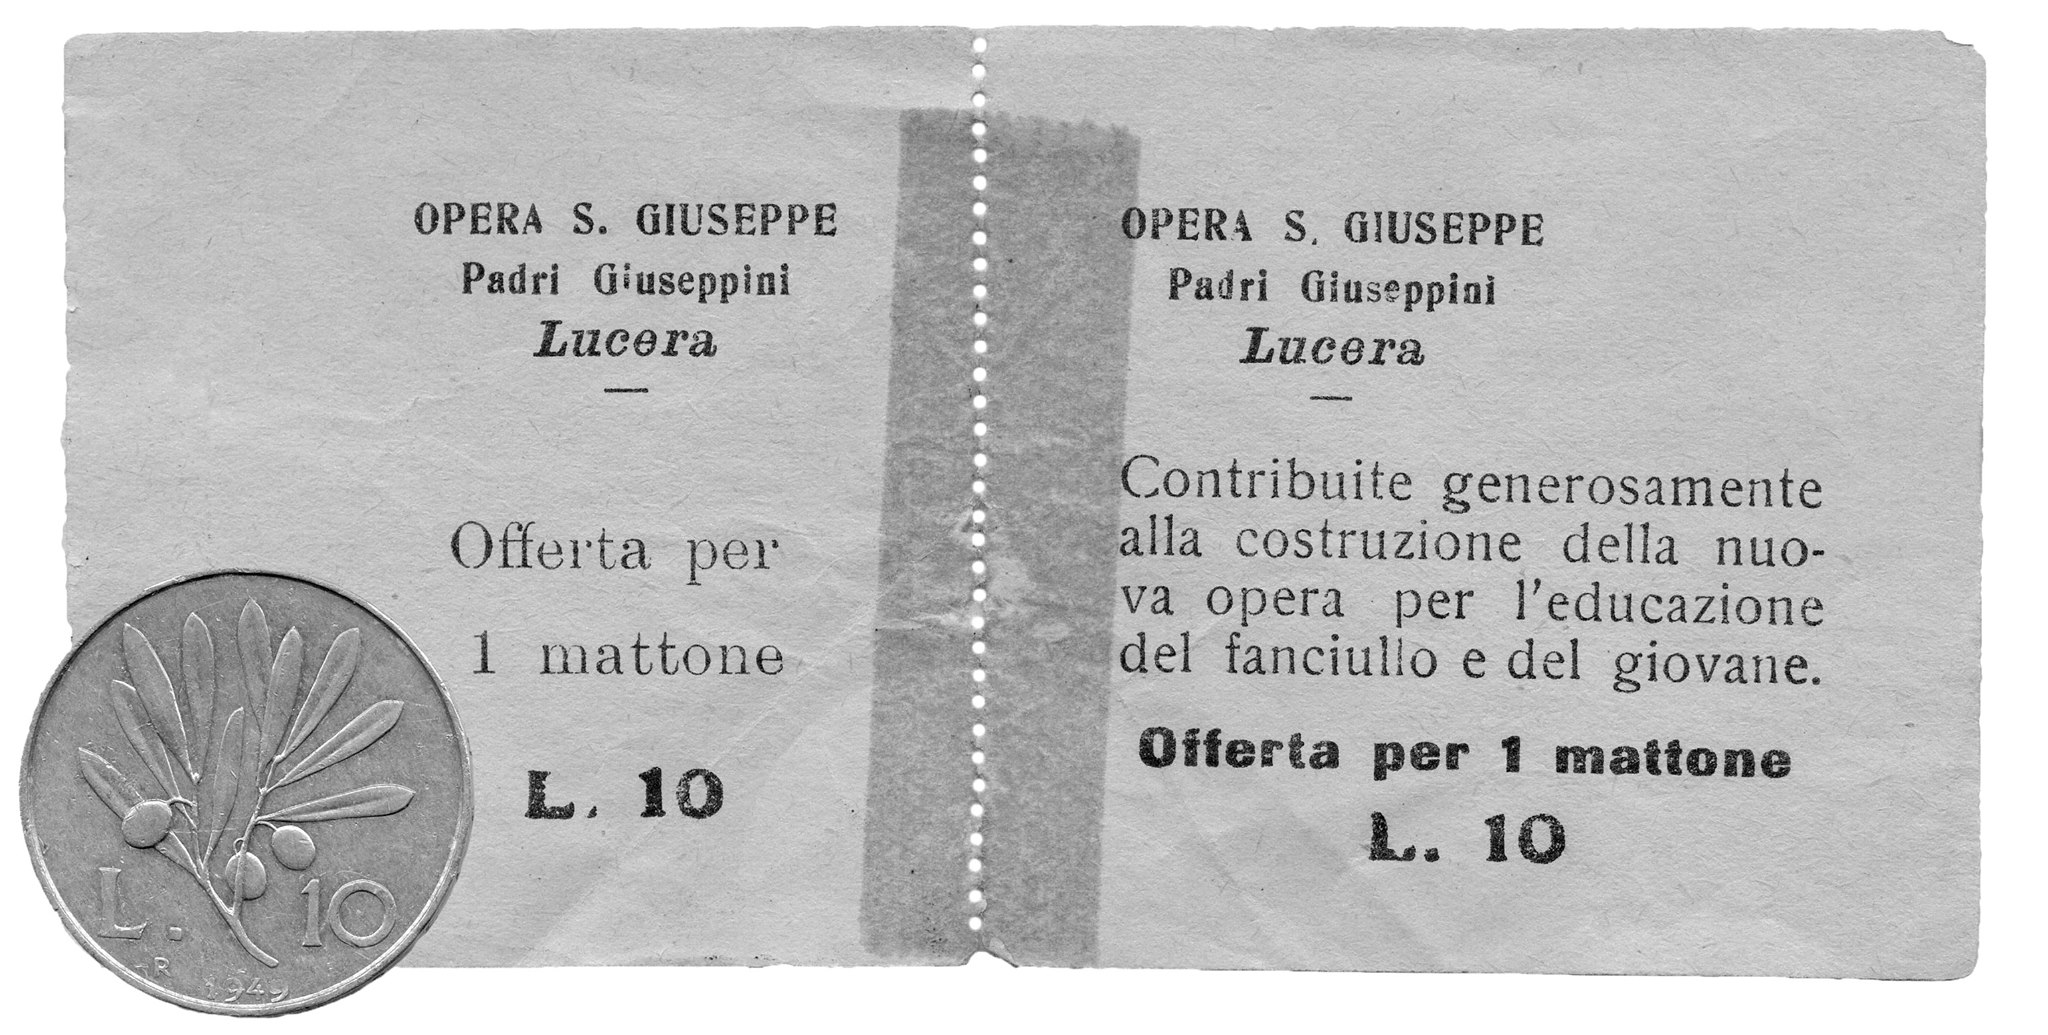 OPERA S. GIUSEPPE
Padri Giuseppini
Lucera
Offerta per
1 mattone
L. 10
OPERA S. GIUSEPPE
Padri Giuseppini
Lucera
Contribuite generosamente
alla costruzione della nuo-
va opera per l'educazione
del fanciullo e del giovane.
Offerta per 1 mattone
L. 10
L. 10
R
1949